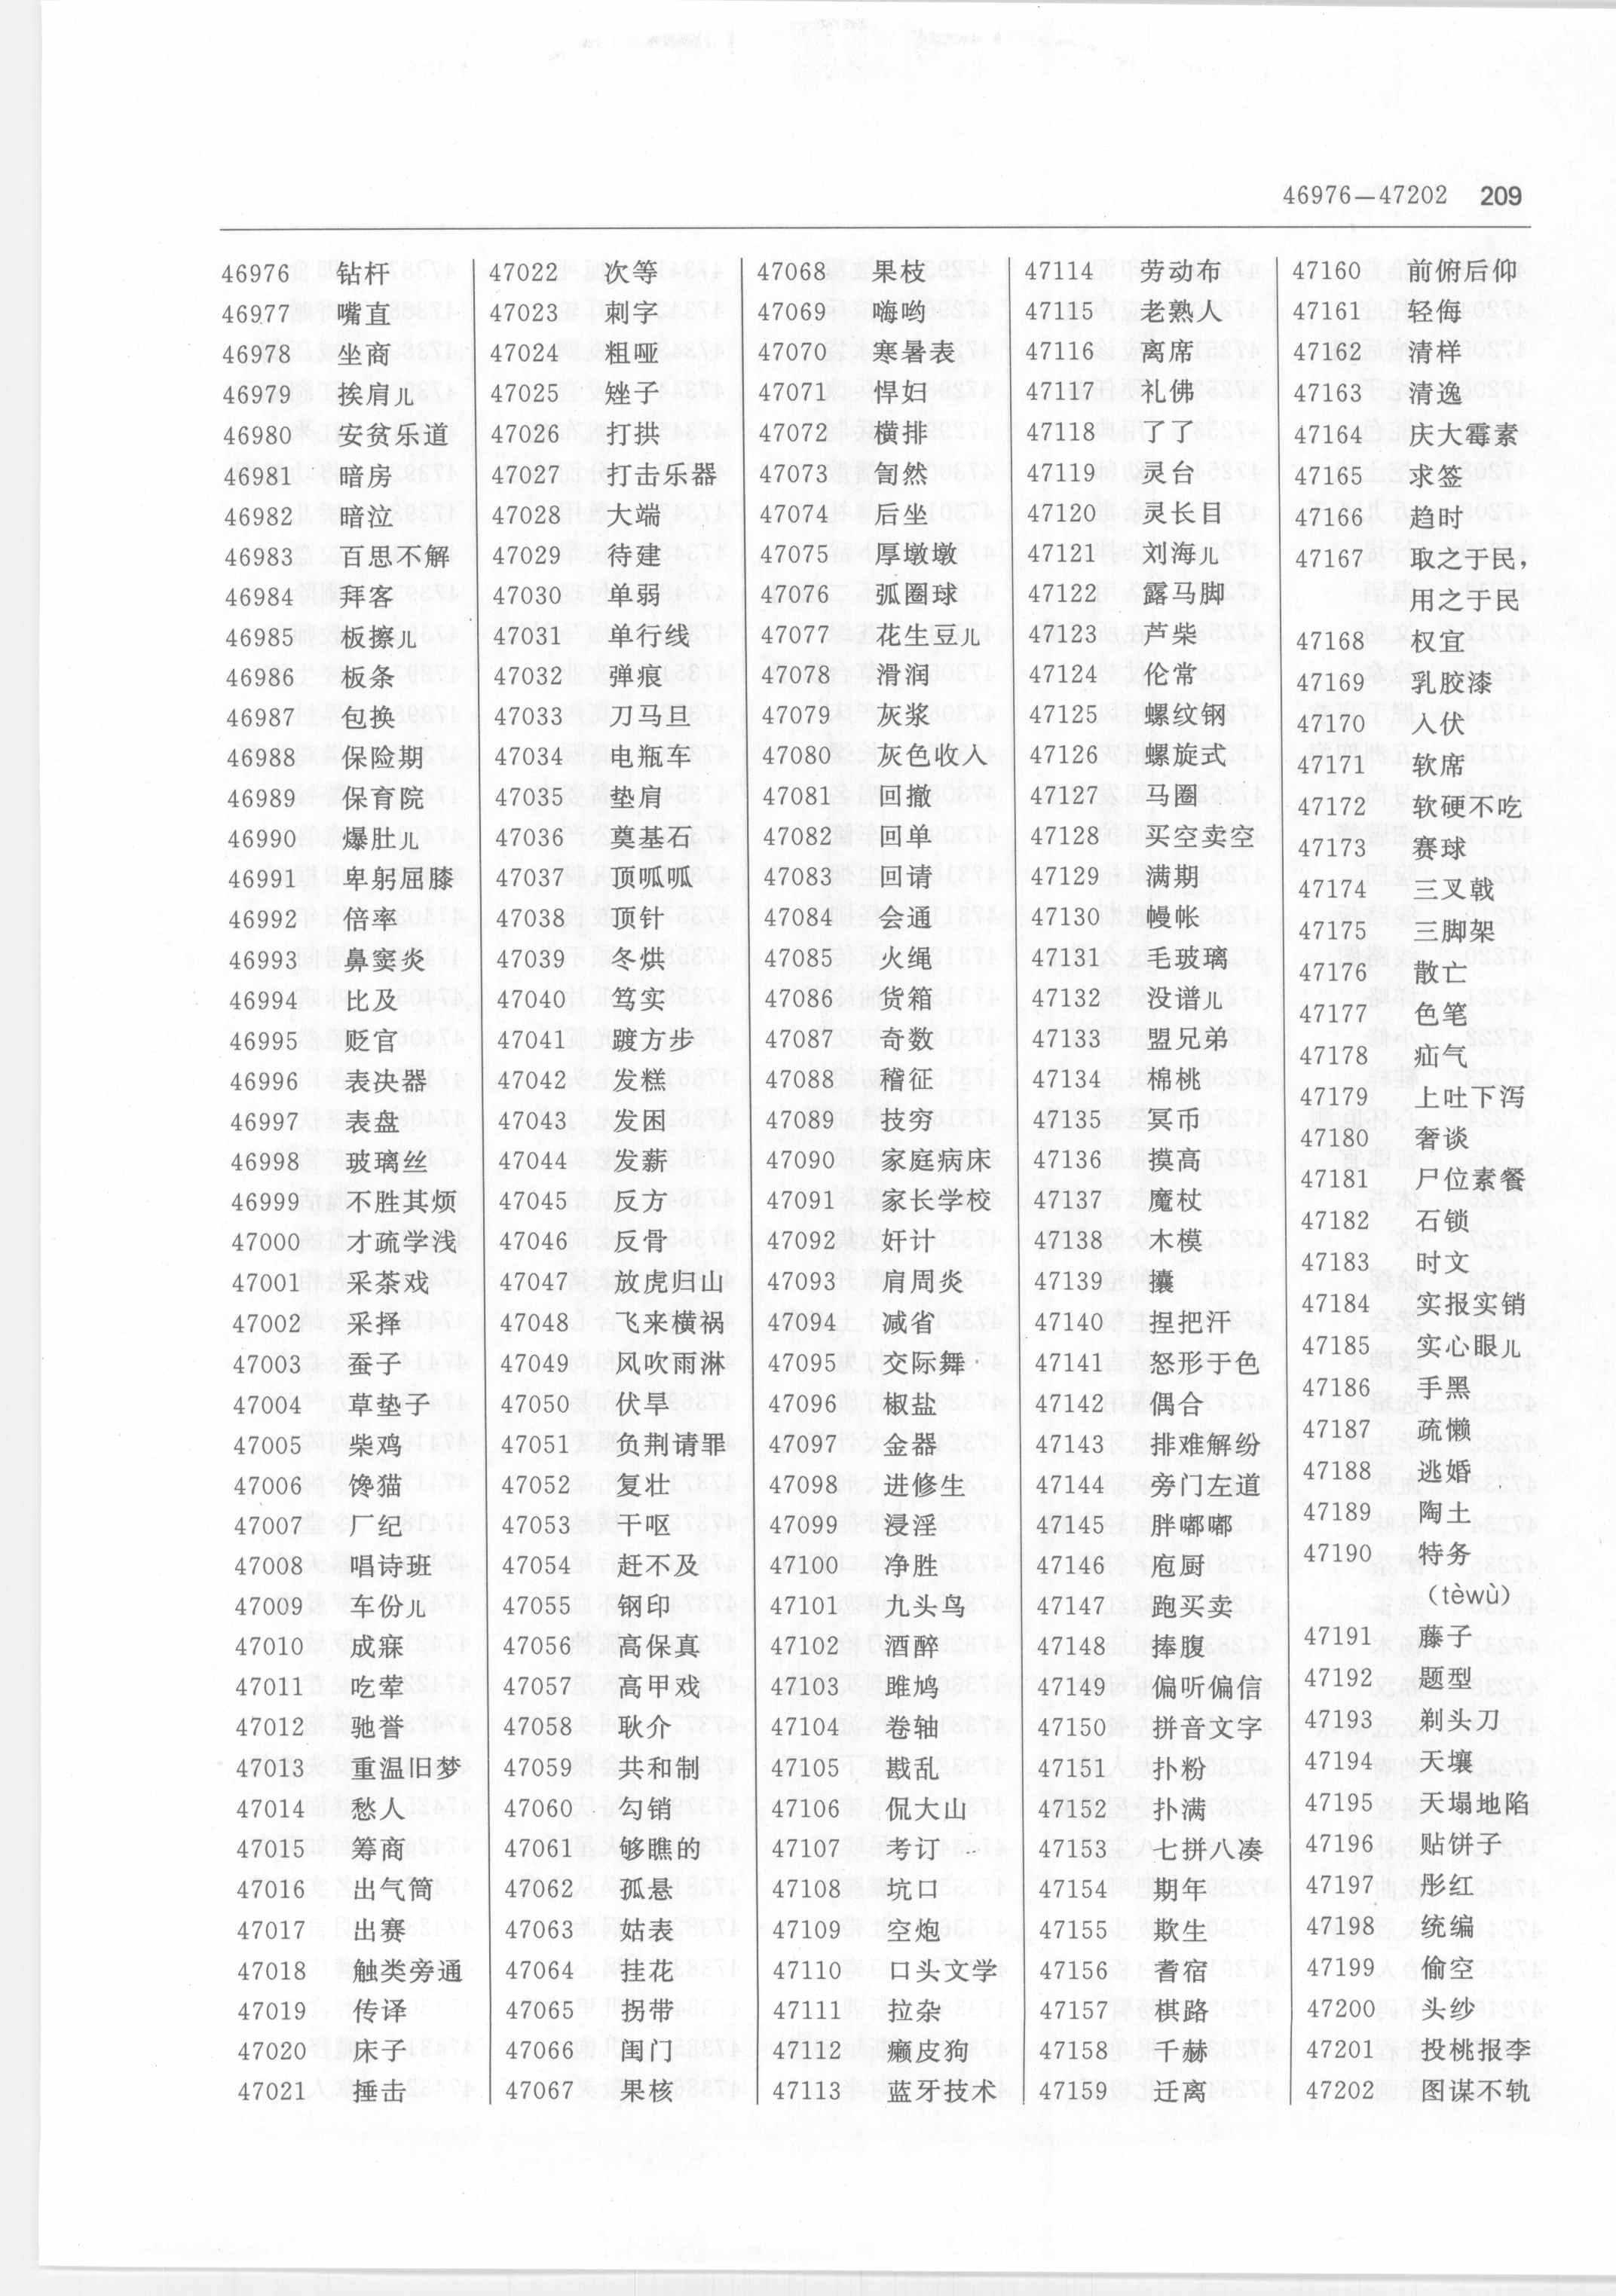 46976—47202 209
46976 钻杆
46977 嘴直
46978 坐商
46979 挨肩儿
46980 安贫乐道
46981 暗房
46982 暗泣
46983 百思不解
46984 拜客
46985 板擦儿
46986 板条
46987 包换
46988 保险期
46989 保育院
46990 爆肚儿
46991 卑躬屈膝
46992 倍率
46993 鼻窦炎
46994 比及
46995 贬官
46996 表决器
46997 表盘
46998 玻璃丝
46999 不胜其烦
47000 才疏学浅
47001 采茶戏
47002 采择
47003 蚕子
47004 草垫子
47005 柴鸡
47006 馋猫
47007 厂纪
47008 唱诗班
47009 车份儿
47010 成寐
47011 吃荤
47012 驰誉
47013 重温旧梦
47014 愁人
47015 筹商
47016 出气筒
47017 出赛
47018 触类旁通
47019 传译
47020 床子
47021 捶击
47022 次等
47023 刺字
47024 粗哑
47025 矬子
47026 打拱
47027 打击乐器
47028 大端
47029 待建
47030 单弱
47031 单行线
47032 弹痕
47033 刀马旦
47034 电瓶车
47035 垫肩
47036 奠基石
47037 顶呱呱
47038 顶针
47039 冬烘
47040 笃实
47041 踱方步
47042 发糕
47043 发困
47044 发薪
47045 反方
47046 反骨
47047 放虎归山
47048 飞来横祸
47049 风吹雨淋
47050 伏旱
47051 负荆请罪
47052 复壮
47053 干呕
47054 赶不及
47055 钢印
47056 高保真
47057 高甲戏
47058 耿介
47059 共和制
47060 勾销
47061 够瞧的
47062 孤悬
47063 姑表
47064 挂花
47065 拐带
47066 闺门
47067 果核
47068 果枝
47069 嗨哟
47070 寒暑表
47071 悍妇
47072 横排
47073 訇然
47074 后坐
47075 厚墩墩
47076 弧圈球
47077 花生豆儿
47078 滑润
47079 灰浆
47080 灰色收入
47081 回撤
47082 回单
47083 回请
47084 会通
47085 火绳
47086 货箱
47087 奇数
47088 稽征
47089 技穷
47090 家庭病床
47091 家长学校
47092 奸计
47093 肩周炎
47094 减省
47095 交际舞
47096 椒盐
47097 金器
47098 进修生
47099 浸淫
47100 净胜
47101 九头鸟
47102 酒醉
47103 雎鸠
47104 卷轴
47105 戡乱
47106 侃大山
47107 考订
47108 坑口
47109 空炮
47110 口头文学
47111 拉杂
47112 癞皮狗
47113 蓝牙技术
47114 劳动布
47115 老熟人
47116 离席
47117 礼佛
47118 了了
47119 灵台
47120 灵长目
47121 刘海儿
47122 露马脚
47123 芦柴
47124 伦常
47125 螺纹钢
47126 螺旋式
47127 马圈
47128 买空卖空
47129 满期
47130 幔帐
47131 毛玻璃
47132 没谱儿
47133 盟兄弟
47134 棉桃
47135 冥币
47136 摸高
47137 魔杖
47138 木模
47139 攮
47140 捏把汗
47141 怒形于色
47142 偶合
47143 排难解纷
47144 旁门左道
47145 胖嘟嘟
47146 庖厨
47147 跑买卖
47148 捧腹
47149 偏听偏信
47150 拼音文字
47151 扑粉
47152 扑满
47153 七拼八凑
47154 期年
47155 欺生
47156 耆宿
47157 棋路
47158 千赫
47159 迁离
47160 前俯后仰
47161 轻侮
47162 清样
47163 清逸
47164 庆大霉素
47165 求签
47166 趋时
47167 取之于民，
用之于民
47168 权宜
47169 乳胶漆
47170 入伏
47171 软席
47172 软硬不吃
47173 赛球
47174 三叉戟
47175 三脚架
47176 散亡
47177 色笔
47178 疝气
47179 上吐下泻
47180 奢谈
47181 尸位素餐
47182 石锁
47183 时文
47184 实报实销
47185 实心眼儿
47186 手黑
47187 疏懒
47188 逃婚
47189 陶土
47190 特务
(tèwù)
47191 藤子
47192 题型
47193 剃头刀
47194 天壤
47195 天塌地陷
47196 贴饼子
47197 彤红
47198 统编
47199 偷空
47200 头纱
47201 投桃报李
47202 图谋不轨